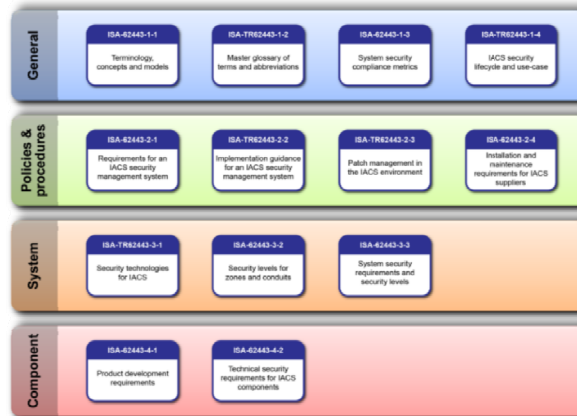 General
ISA-62443-1-1
Terminology,
concepts and models
ISA-TR62443-1-2
Master glossary of
terms and abbreviations
ISA-62443-1-3
System security
compliance metrics
ISA-TR62443-1-4
IACS security
lifecycle and use-case
Policies &
procedures
ISA-62443-2-1
Requirements for an
IACS security
management system
ISA-TR62443-2-2
Implementation guidance
for an IACS security
management system
ISA-TR62443-2-3
Patch management in
the IACS environment
ISA-62443-2-4
Installation and
maintenance
requirements for IACS
suppliers
System
ISA-TR62443-3-1
Security technologies
for IACS
ISA-62443-3-2
Security levels for
zones and conduits
ISA-62443-3-3
System security
requirements and
security levels
Component
ISA-62443-4-1
Product development
requirements
ISA-62443-4-2
Technical security
requirements for IACS
components